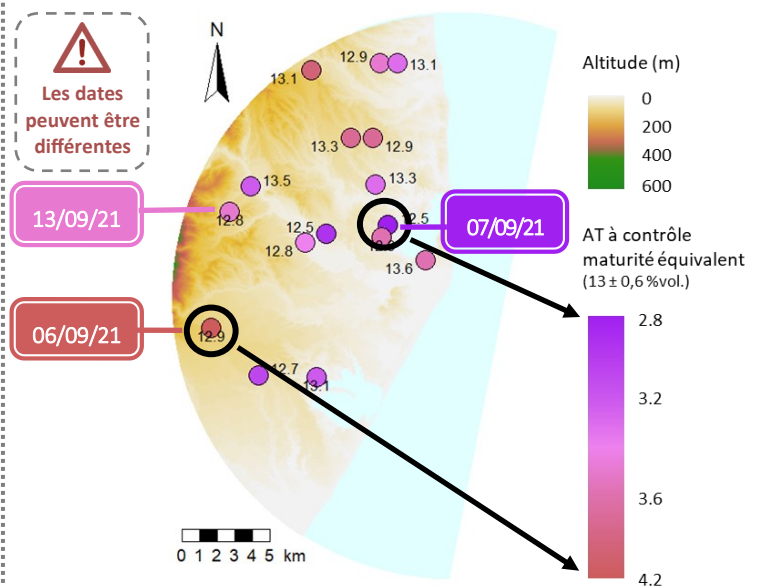 Les dates
peuvent être
différentes
N
12.9
13.1
13.1
13.3
12.9
13.5
13.3
13/09/21
12.8
12.5
12.5
07/09/21
12.8
13.6
06/09/21
12.9
12.7
13.1
0 1 2 3 4 5 km
Altitude (m)
0
200
400
600
AT à contrôle
maturité équivalent
(13 ± 0,6 %vol.)
2.8
3.2
3.6
4.2